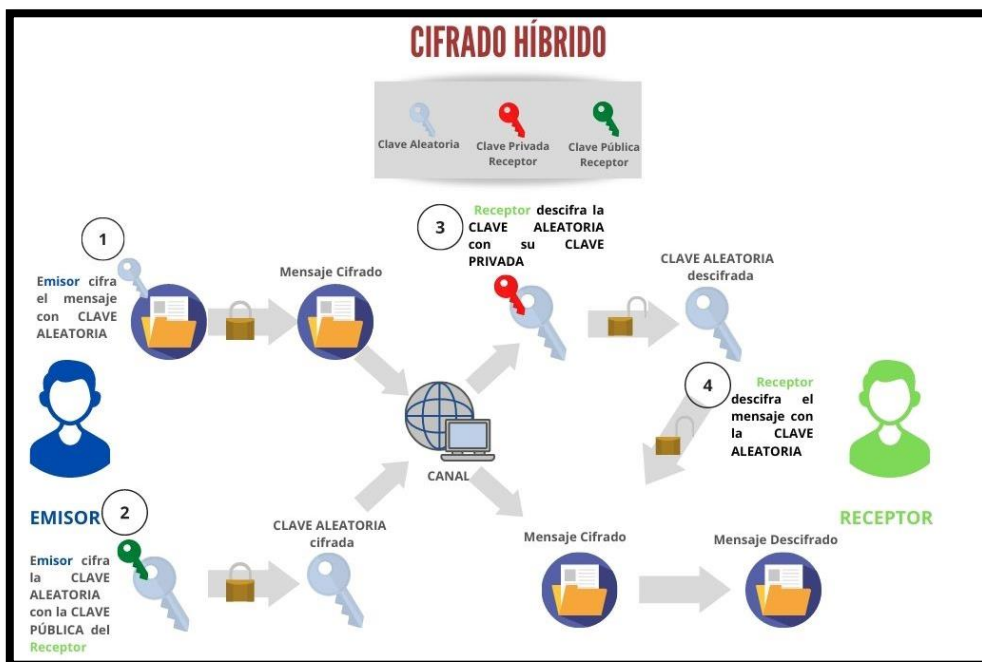 CIFRADO HÍBRIDO
Clave Aleatoria
Clave Privada
Receptor
Clave Pública
Receptor
1
Emisor cifra
el mensaje
con CLAVE
ALEATORIA
Mensaje Cifrado
3
Receptor descifra la
CLAVE ALEATORIA
con su CLAVE
PRIVADA
CLAVE ALEATORIA
descifrada
4
Receptor
descifra el
mensaje con
la CLAVE
ALEATORIA
CANAL
EMISOR
2
Emisor cifra
la CLAVE
ALEATORIA
con la CLAVE
PÚBLICA del
Receptor
CLAVE ALEATORIA
cifrada
RECEPTOR
Mensaje Cifrado
Mensaje Descifrado